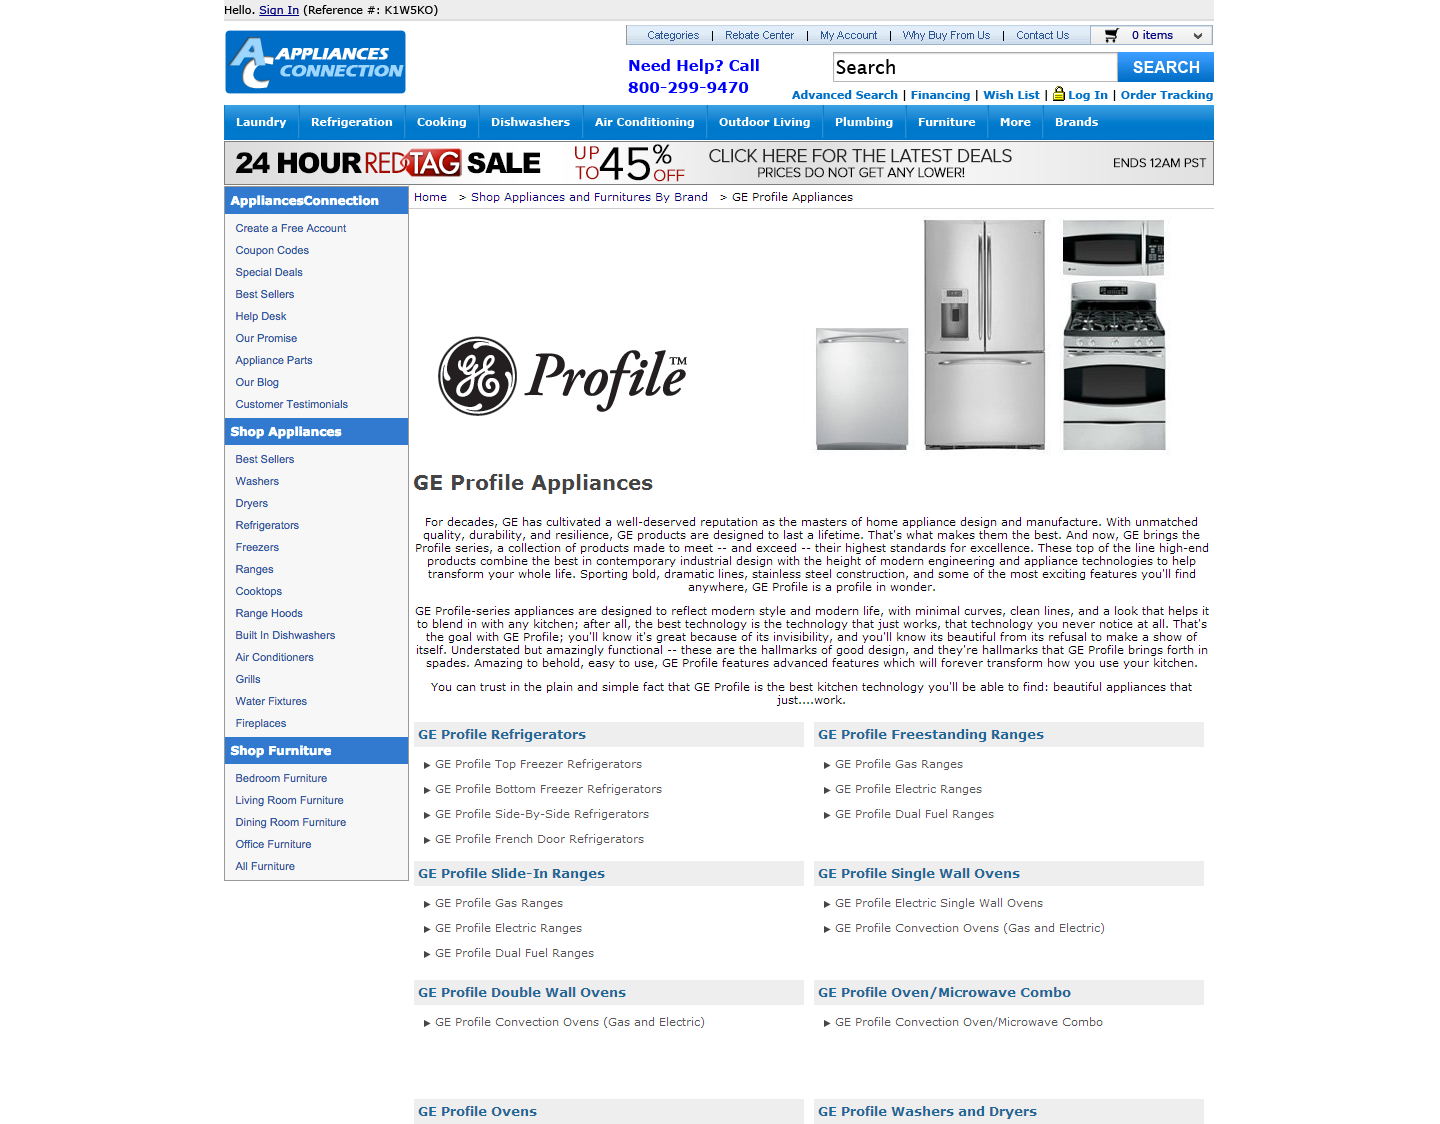 Hello. Sign In (Reference #: K1W5KO)
AC APPLIANCES CONNECTION
Categories | Rebate Center | My Account | Why Buy From Us | Contact Us
0 items
Need Help? Call
800-299-9470
Search
SEARCH
Advanced Search | Financing | Wish List | Log In | Order Tracking
Laundry Refrigeration Cooking Dishwashers Air Conditioning Outdoor Living Plumbing Furniture More Brands
24 HOUR RED TAG SALE UP TO 45% OFF
CLICK HERE FOR THE LATEST DEALS
PRICES DO NOT GET ANY LOWER!
ENDS 12AM PST
AppliancesConnection
Create a Free Account
Coupon Codes
Special Deals
Best Sellers
Help Desk
Our Promise
Appliance Parts
Our Blog
Customer Testimonials
Shop Appliances
Best Sellers
Washers
Dryers
Refrigerators
Freezers
Ranges
Cooktops
Range Hoods
Built In Dishwashers
Air Conditioners
Grills
Water Fixtures
Fireplaces
Shop Furniture
Bedroom Furniture
Living Room Furniture
Dining Room Furniture
Office Furniture
All Furniture
Home > Shop Appliances and Furnitures By Brand > GE Profile Appliances
GE Profile™
GE Profile Appliances
For decades, GE has cultivated a well-deserved reputation as the masters of home appliance design and manufacture. With unmatched
quality, durability, and resilience, GE products are designed to last a lifetime. That's what makes them the best. And now, GE brings the
Profile series, a collection of products made to meet -- and exceed -- their highest standards for excellence. These top of the line high-end
products combine the best in contemporary industrial design with the height of modern engineering and appliance technologies to help
transform your whole life. Sporting bold, dramatic lines, stainless steel construction, and some of the most exciting features you'll find
anywhere, GE Profile is a profile in wonder.
GE Profile-series appliances are designed to reflect modern style and modern life, with minimal curves, clean lines, and a look that helps it
to blend in with any kitchen; after all, the best technology is the technology that just works, that technology you never notice at all. That's
the goal with GE Profile; you'll know it's great because of its invisibility, and you'll know its beautiful from its refusal to make a show of
itself. Understated but amazingly functional -- these are the hallmarks of good design, and they're hallmarks that GE Profile brings forth in
spades. Amazing to behold, easy to use, GE Profile features advanced features which will forever transform how you use your kitchen.
You can trust in the plain and simple fact that GE Profile is the best kitchen technology you'll be able to find: beautiful appliances that
just....work.
GE Profile Refrigerators
GE Profile Top Freezer Refrigerators
GE Profile Bottom Freezer Refrigerators
GE Profile Side-By-Side Refrigerators
GE Profile French Door Refrigerators
GE Profile Freestanding Ranges
GE Profile Gas Ranges
GE Profile Electric Ranges
GE Profile Dual Fuel Ranges
GE Profile Slide-In Ranges
GE Profile Gas Ranges
GE Profile Electric Ranges
GE Profile Dual Fuel Ranges
GE Profile Single Wall Ovens
GE Profile Electric Single Wall Ovens
GE Profile Convection Ovens (Gas and Electric)
GE Profile Double Wall Ovens
GE Profile Convection Ovens (Gas and Electric)
GE Profile Oven/Microwave Combo
GE Profile Convection Oven/Microwave Combo
GE Profile Ovens
GE Profile Washers and Dryers